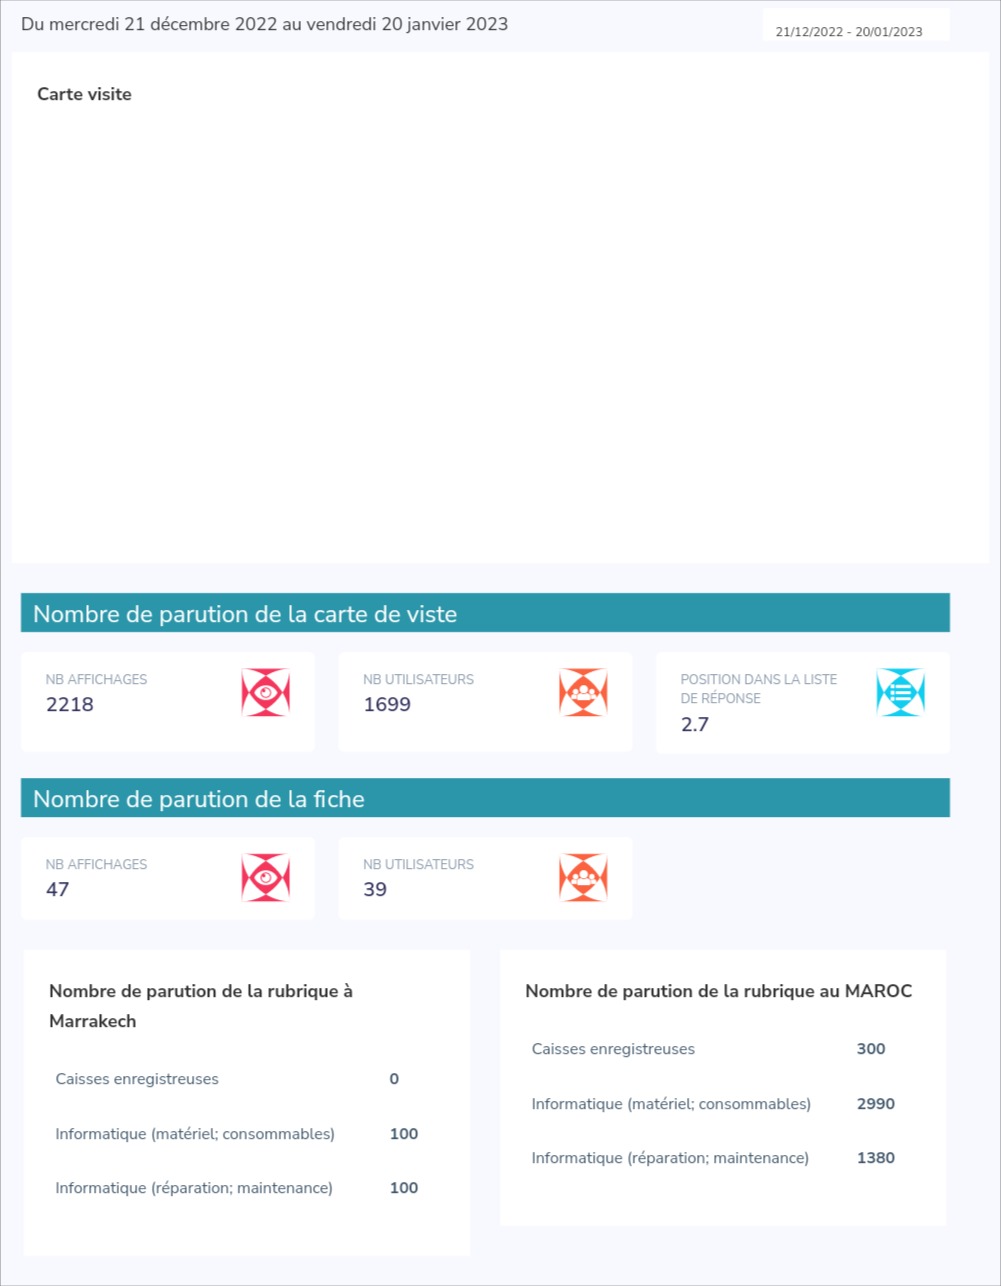 Du mercredi 21 décembre 2022 au vendredi 20 janvier 2023
21/12/2022 - 20/01/2023
Carte visite
Nombre de parution de la carte de viste
NB AFFICHAGES
2218
NB UTILISATEURS
1699
POSITION DANS LA LISTE
DE RÉPONSE
2.7
Nombre de parution de la fiche
NB AFFICHAGES
47
NB UTILISATEURS
39
Nombre de parution de la rubrique à
Marrakech
Caisses enregistreuses 0
Informatique (matériel; consommables) 100
Informatique (réparation; maintenance) 100
Nombre de parution de la rubrique au MAROC
Caisses enregistreuses 300
Informatique (matériel; consommables) 2990
Informatique (réparation; maintenance) 1380